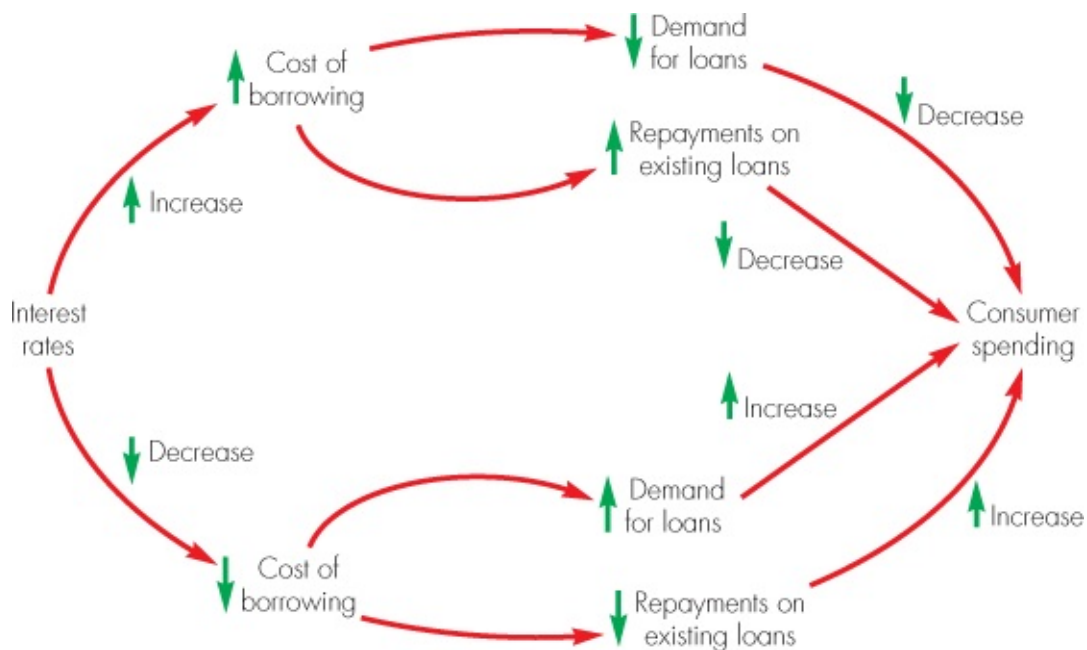 Demand
for loans
Cost of
borrowing
Decrease
Repayments on
existing loans
Increase
Decrease
Interest
rates
Consumer
spending
Increase
Decrease
Demand
for loans
Increase
Cost of
borrowing
Repayments on
existing loans